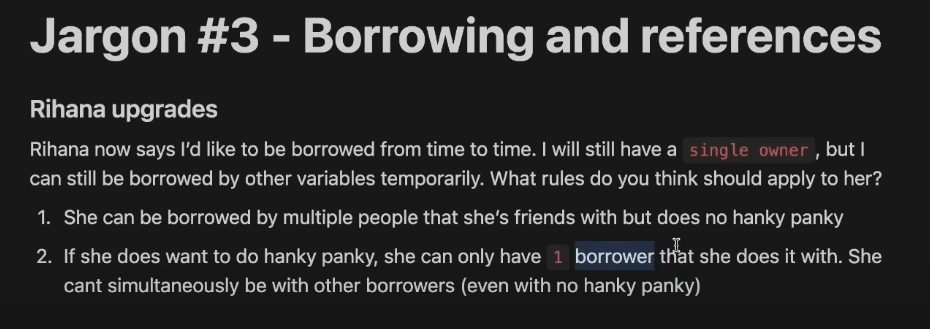 Jargon #3 - Borrowing and references
Rihana upgrades
Rihana now says I'd like to be borrowed from time to time. I will still have a single owner, but I
can still be borrowed by other variables temporarily. What rules do you think should apply to her?
1. She can be borrowed by multiple people that she's friends with but does no hanky panky
2. If she does want to do hanky panky, she can only have 1 borrower that she does it with. She
cant simultaneously be with other borrowers (even with no hanky panky)